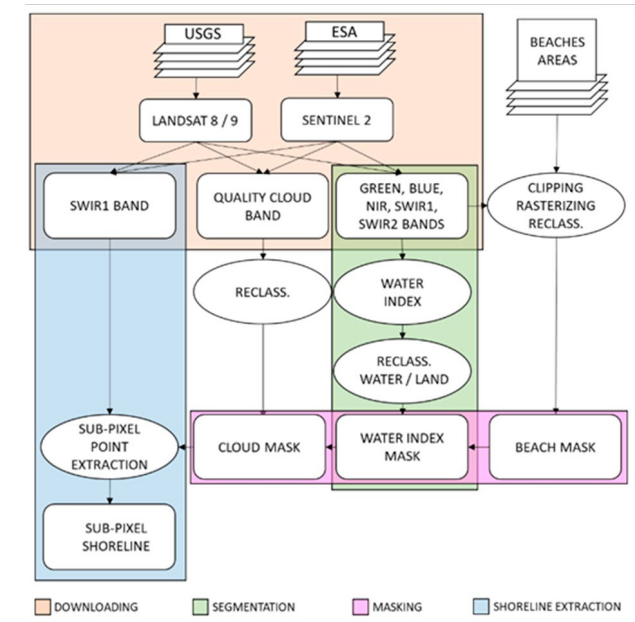 USGS
ESA
BEACHES
AREAS
LANDSAT 8 / 9
SENTINEL 2
SWIR1 BAND
QUALITY CLOUD
BAND
GREEN, BLUE,
NIR, SWIR1,
SWIR2 BANDS
CLIPPING
RASTERIZING
RECLASS.
RECLASS.
WATER
INDEX
RECLASS.
WATER / LAND
SUB-PIXEL
POINT
EXTRACTION
CLOUD MASK
WATER INDEX
MASK
BEACH MASK
SUB-PIXEL
SHORELINE
DOWNLOADING
SEGMENTATION
MASKING
SHORELINE EXTRACTION